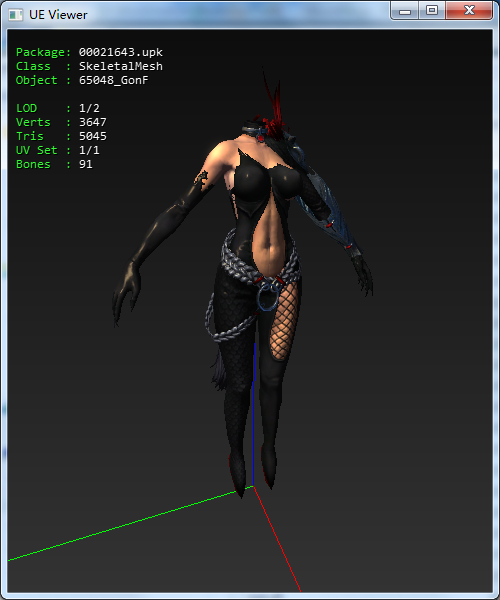 UE Viewer
Package: 00021643.upk
Class : SkeletalMesh
Object : 65048_GonF
LOD : 1/2
Verts : 3647
Tris : 5045
UV Set : 1/1
Bones : 91